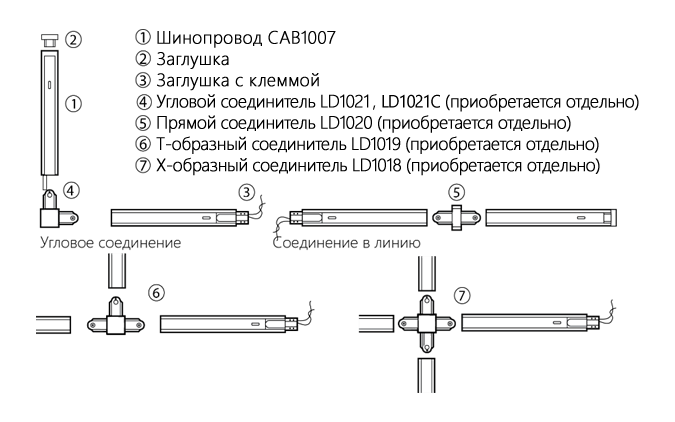 ② ① Шинопровод CAB1007
② Заглушка
③ Заглушка с клеммой
① ④ Угловой соединитель LD1021, LD1021C (приобретается отдельно)
⑤ Прямой соединитель LD1020 (приобретается отдельно)
⑥ Т-образный соединитель LD1019 (приобретается отдельно)
⑦ Х-образный соединитель LD1018 (приобретается отдельно)
④ ③ ⑤
Угловое соединение Соединение в линию
⑥ ⑦